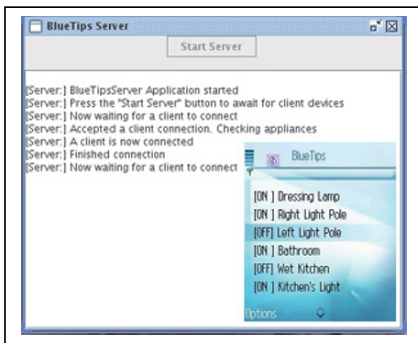 BlueTips Server
Start Server
[Server:] BlueTipsServer Application started
[Server:] Press the "Start Server" button to await for client devices
[Server:] Now waiting for a client to connect
[Server:] Accepted a client connection. Checking appliances
[Server:] A client is now connected
[Server:] Finished connection
[Server:] Now waiting for a client to connect
BlueTips
[ON ] Dressing Lamp
[ON ] Right Light Pole
[OFF] Left Light Pole
[ON ] Bathroom
[OFF] Wet Kitchen
[ON ] Kitchen's Light
Options